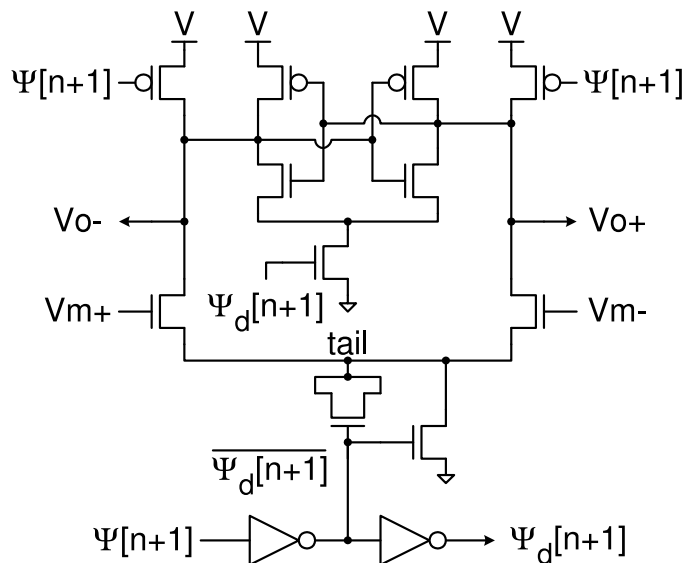 V V V V
Ψ[n+1] Ψ[n+1]
Vo- Vo+
Ψd[n+1]
Vm+ Vm-
tail
Ψd[n+1]
Ψ[n+1] Ψd[n+1]